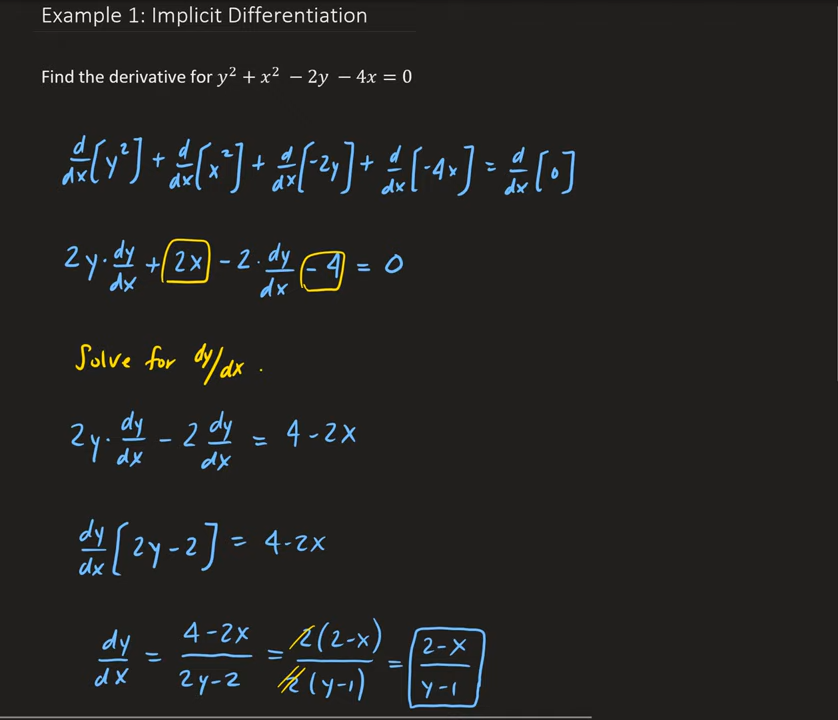 Example 1: Implicit Differentiation
Find the derivative for y² + x² − 2y − 4x = 0
d/dx[y²] + d/dx[x²] + d/dx[-2y] + d/dx[-4x] = d/dx[0]
2y · dy/dx + 2x - 2 · dy/dx - 4 = 0
Solve for dy/dx.
2y · dy/dx - 2 dy/dx = 4 - 2x
dy/dx [2y - 2] = 4 - 2x
dy/dx = (4 - 2x)/(2y - 2) = 2(2 - x)/2(y - 1) = (2 - x)/(y - 1)